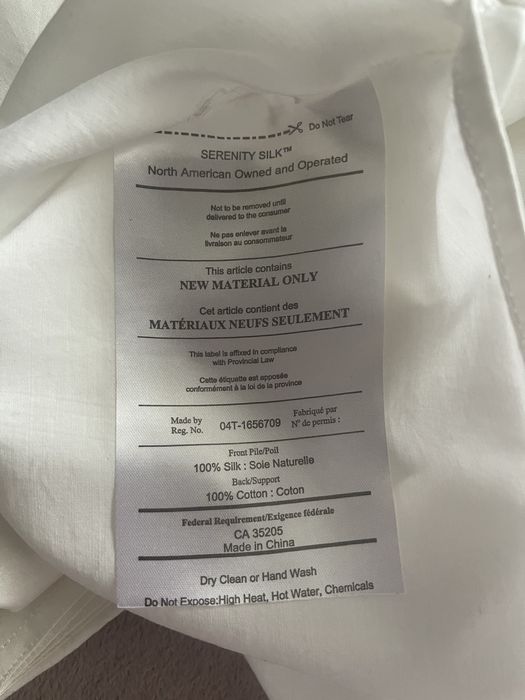 Do Not Tear
SERENITY SILK™
North American Owned and Operated
Not to be removed until
delivered to the consumer
Ne pas enlever avant la
livraison au consommateur
This article contains
NEW MATERIAL ONLY
Cet article contient des
MATÉRIAUX NEUFS SEULEMENT
This label is affixed in compliance
with Provincial Law
Cette étiquette est apposée
conformément à la loi de la province
Made by
Reg. No.
04T-1656709
Fabriqué par
N° de permis :
Front Pile/Poil
100% Silk : Soie Naturelle
Back/Support
100% Cotton : Coton
Federal Requirement/Exigence fédérale
CA 35205
Made in China
Dry Clean or Hand Wash
Do Not Expose:High Heat, Hot Water, Chemicals